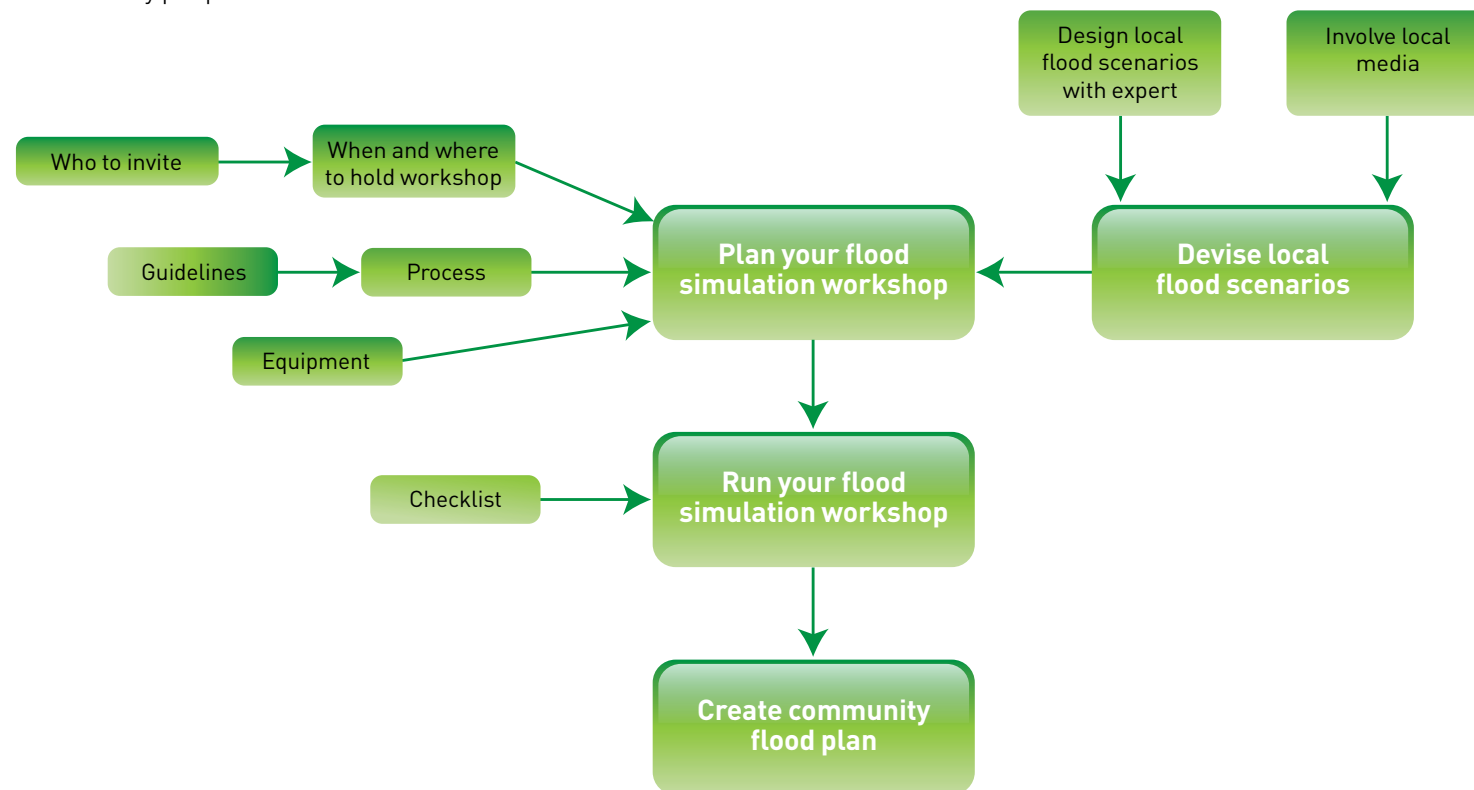 Design local
flood scenarios
with expert
Involve local
media
Who to invite
When and where
to hold workshop
Plan your flood
simulation workshop
Devise local
flood scenarios
Guidelines
Process
Equipment
Run your flood
simulation workshop
Checklist
Create community
flood plan